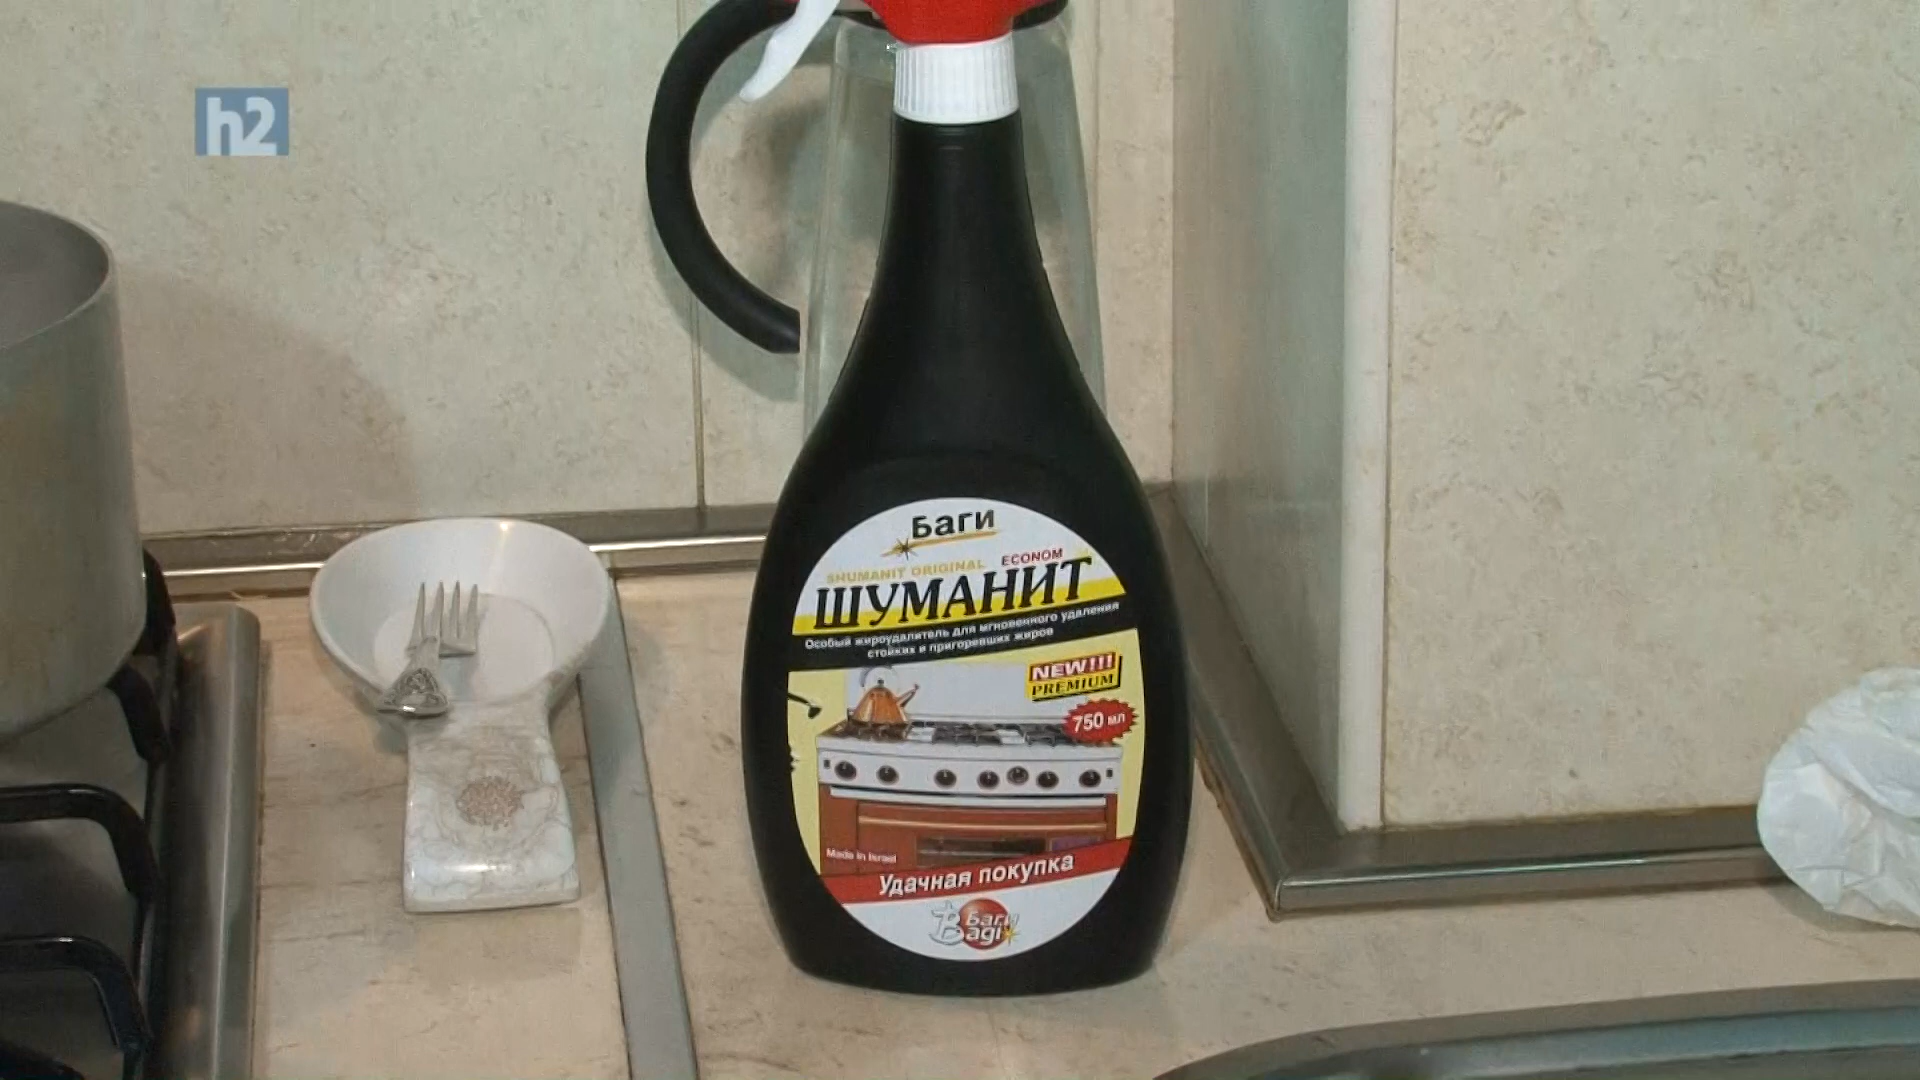 h2
Баги
SHUMANIT ORIGINAL ECONOM
ШУМАНИТ
Особый жироудалитель для мгновенного удаления
стойких и пригоревших жиров
NEW!!!
PREMIUM
750 мл
Made in Israel
Удачная покупка
Баги
Bagi